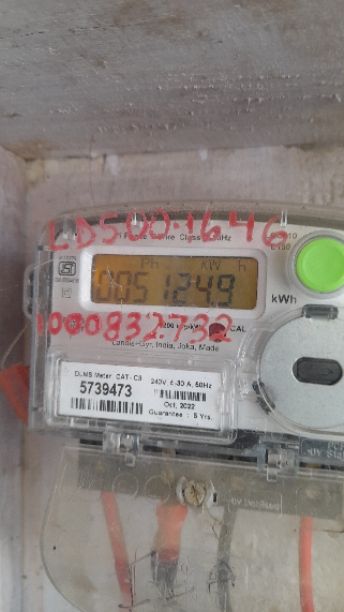 LD500.1646
Ph kW h
005124.9
kWh
1000832732
CAL
Landis+Gyr, India, Joka, Made
DLMS Meter CAT- C3
240V, 5-30 A, 50Hz
5739473
Oct, 2022
Guarantee : 5 Yrs.